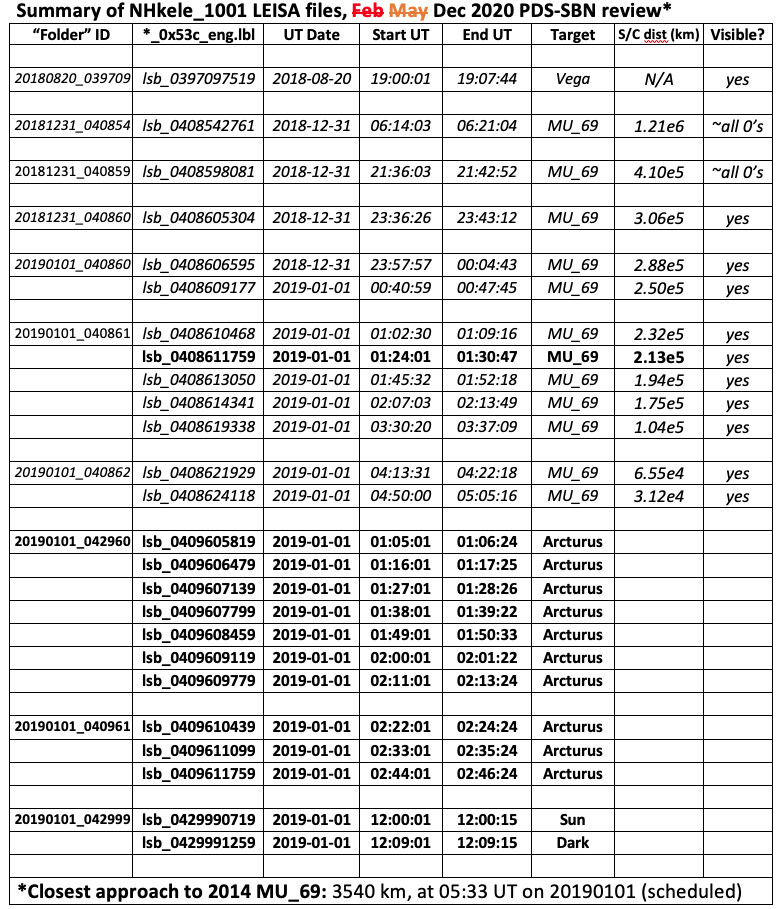 Summary of NHkele_1001 LEISA files, Feb May Dec 2020 PDS-SBN review*
“Folder” ID *_0x53c_eng.lbl UT Date Start UT End UT Target S/C dist (km) Visible?
20180820_039709 lsb_0397097519 2018-08-20 19:00:01 19:07:44 Vega N/A yes
20181231_040854 lsb_0408542761 2018-12-31 06:14:03 06:21:04 MU_69 1.21e6 ~all 0’s
20181231_040859 lsb_0408598081 2018-12-31 21:36:03 21:42:52 MU_69 4.10e5 ~all 0’s
20181231_040860 lsb_0408605304 2018-12-31 23:36:26 23:43:12 MU_69 3.06e5 yes
20190101_040860 lsb_0408606595 2018-12-31 23:57:57 00:04:43 MU_69 2.88e5 yes
lsb_0408609177 2019-01-01 00:40:59 00:47:45 MU_69 2.50e5 yes
20190101_040861 lsb_0408610468 2019-01-01 01:02:30 01:09:16 MU_69 2.32e5 yes
lsb_0408611759 2019-01-01 01:24:01 01:30:47 MU_69 2.13e5 yes
lsb_0408613050 2019-01-01 01:45:32 01:52:18 MU_69 1.94e5 yes
lsb_0408614341 2019-01-01 02:07:03 02:13:49 MU_69 1.75e5 yes
lsb_0408619338 2019-01-01 03:30:20 03:37:09 MU_69 1.04e5 yes
20190101_040862 lsb_0408621929 2019-01-01 04:13:31 04:22:18 MU_69 6.55e4 yes
lsb_0408624118 2019-01-01 04:50:00 05:05:16 MU_69 3.12e4 yes
20190101_042960 lsb_0409605819 2019-01-01 01:05:01 01:06:24 Arcturus
lsb_0409606479 2019-01-01 01:16:01 01:17:25 Arcturus
lsb_0409607139 2019-01-01 01:27:01 01:28:26 Arcturus
lsb_0409607799 2019-01-01 01:38:01 01:39:22 Arcturus
lsb_0409608459 2019-01-01 01:49:01 01:50:33 Arcturus
lsb_0409609119 2019-01-01 02:00:01 02:01:22 Arcturus
lsb_0409609779 2019-01-01 02:11:01 02:13:24 Arcturus
20190101_040961 lsb_0409610439 2019-01-01 02:22:01 02:24:24 Arcturus
lsb_0409611099 2019-01-01 02:33:01 02:35:24 Arcturus
lsb_0409611759 2019-01-01 02:44:01 02:46:24 Arcturus
20190101_042999 lsb_0429990719 2019-01-01 12:00:01 12:00:15 Sun
lsb_0429991259 2019-01-01 12:09:01 12:09:15 Dark
*Closest approach to 2014 MU_69: 3540 km, at 05:33 UT on 20190101 (scheduled)